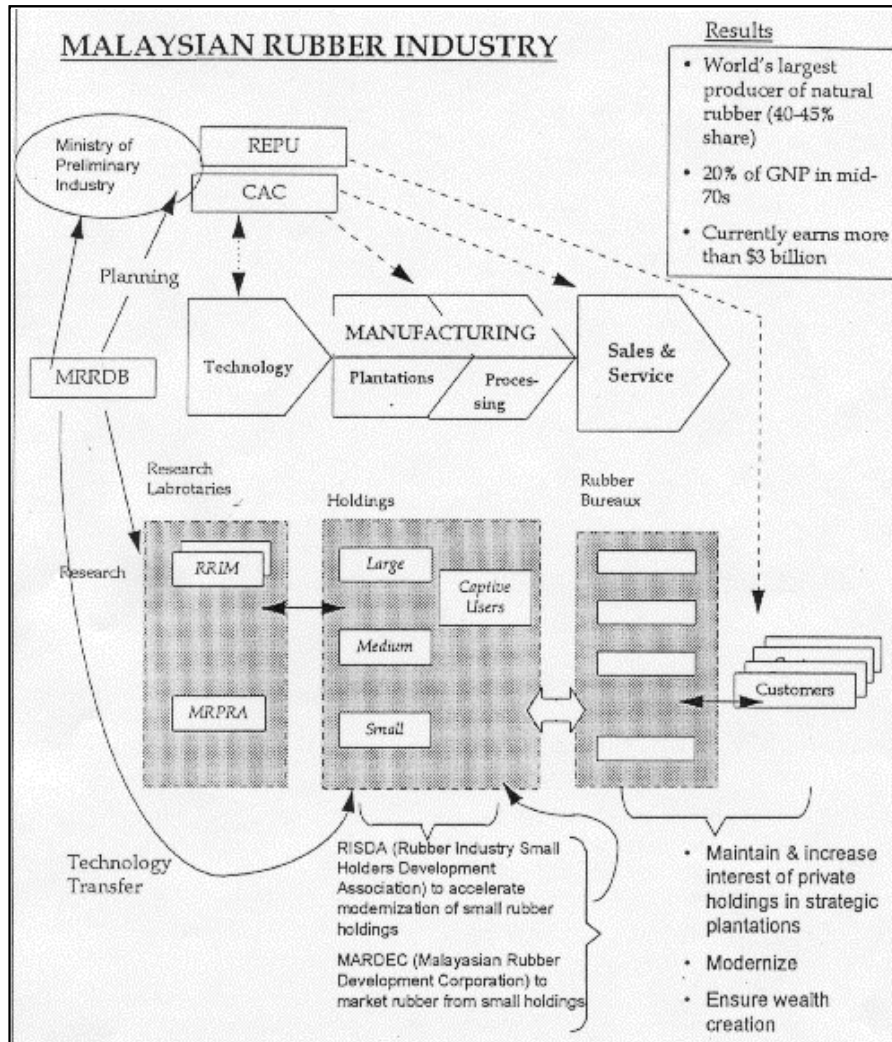 MALAYSIAN RUBBER INDUSTRY
Results
• World's largest
producer of natural
rubber (40-45%
share)
• 20% of GNP in mid-
70s
• Currently earns more
than $3 billion
Ministry of
Preliminary
Industry
REPU
CAC
Planning
MRRDB
Technology
MANUFACTURING
Plantations
Proces-
sing
Sales &
Service
Research
Labrotaries
Holdings
Rubber
Bureaux
Research
RRIM
MRPRA
Large
Captive
Users
Medium
Small
Customers
Technology
Transfer
RISDA (Rubber Industry Small
Holders Development
Association) to accelerate
modernization of small rubber
holdings
MARDEC (Malayasian Rubber
Development Corporation) to
market rubber from small holdings
• Maintain & increase
interest of private
holdings in strategic
plantations
• Modernize
• Ensure wealth
creation